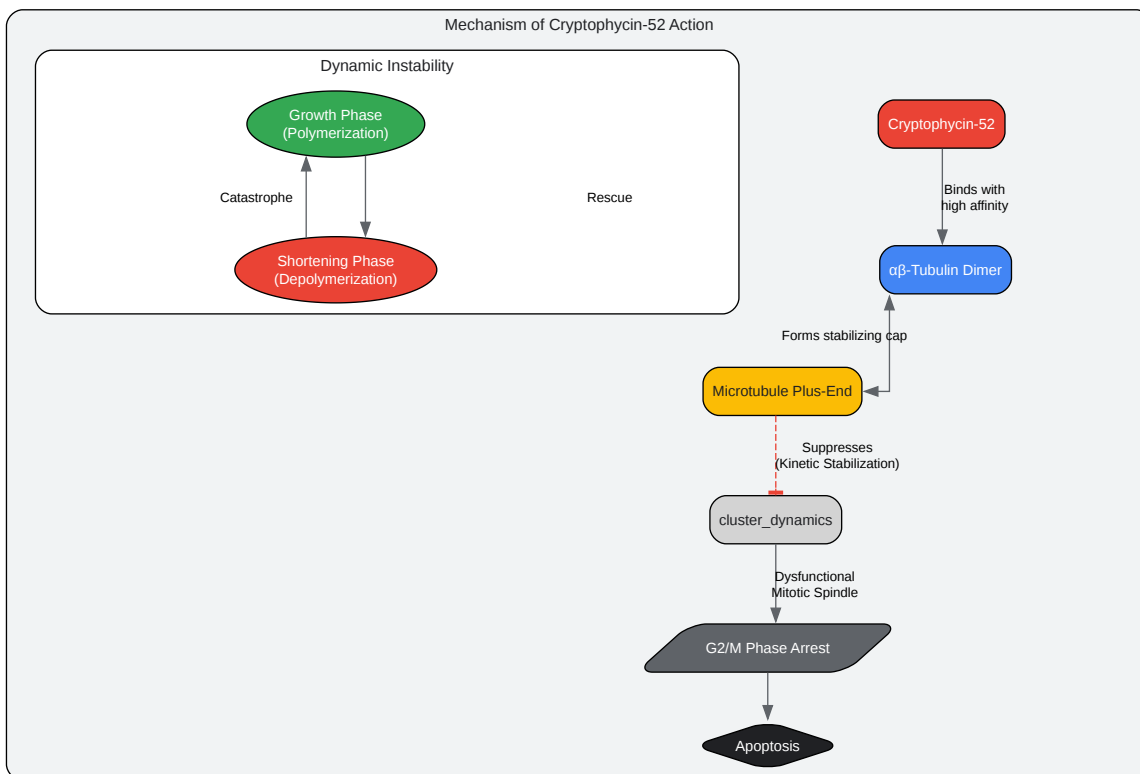 Mechanism of Cryptophycin-52 Action
Dynamic Instability
Growth Phase
(Polymerization)
Cryptophycin-52
Catastrophe
Rescue
Binds with
high affinity
Shortening Phase
(Depolymerization)
αβ-Tubulin Dimer
Forms stabilizing cap
Microtubule Plus-End
Suppresses
(Kinetic Stabilization)
cluster_dynamics
Dysfunctional
Mitotic Spindle
G2/M Phase Arrest
Apoptosis